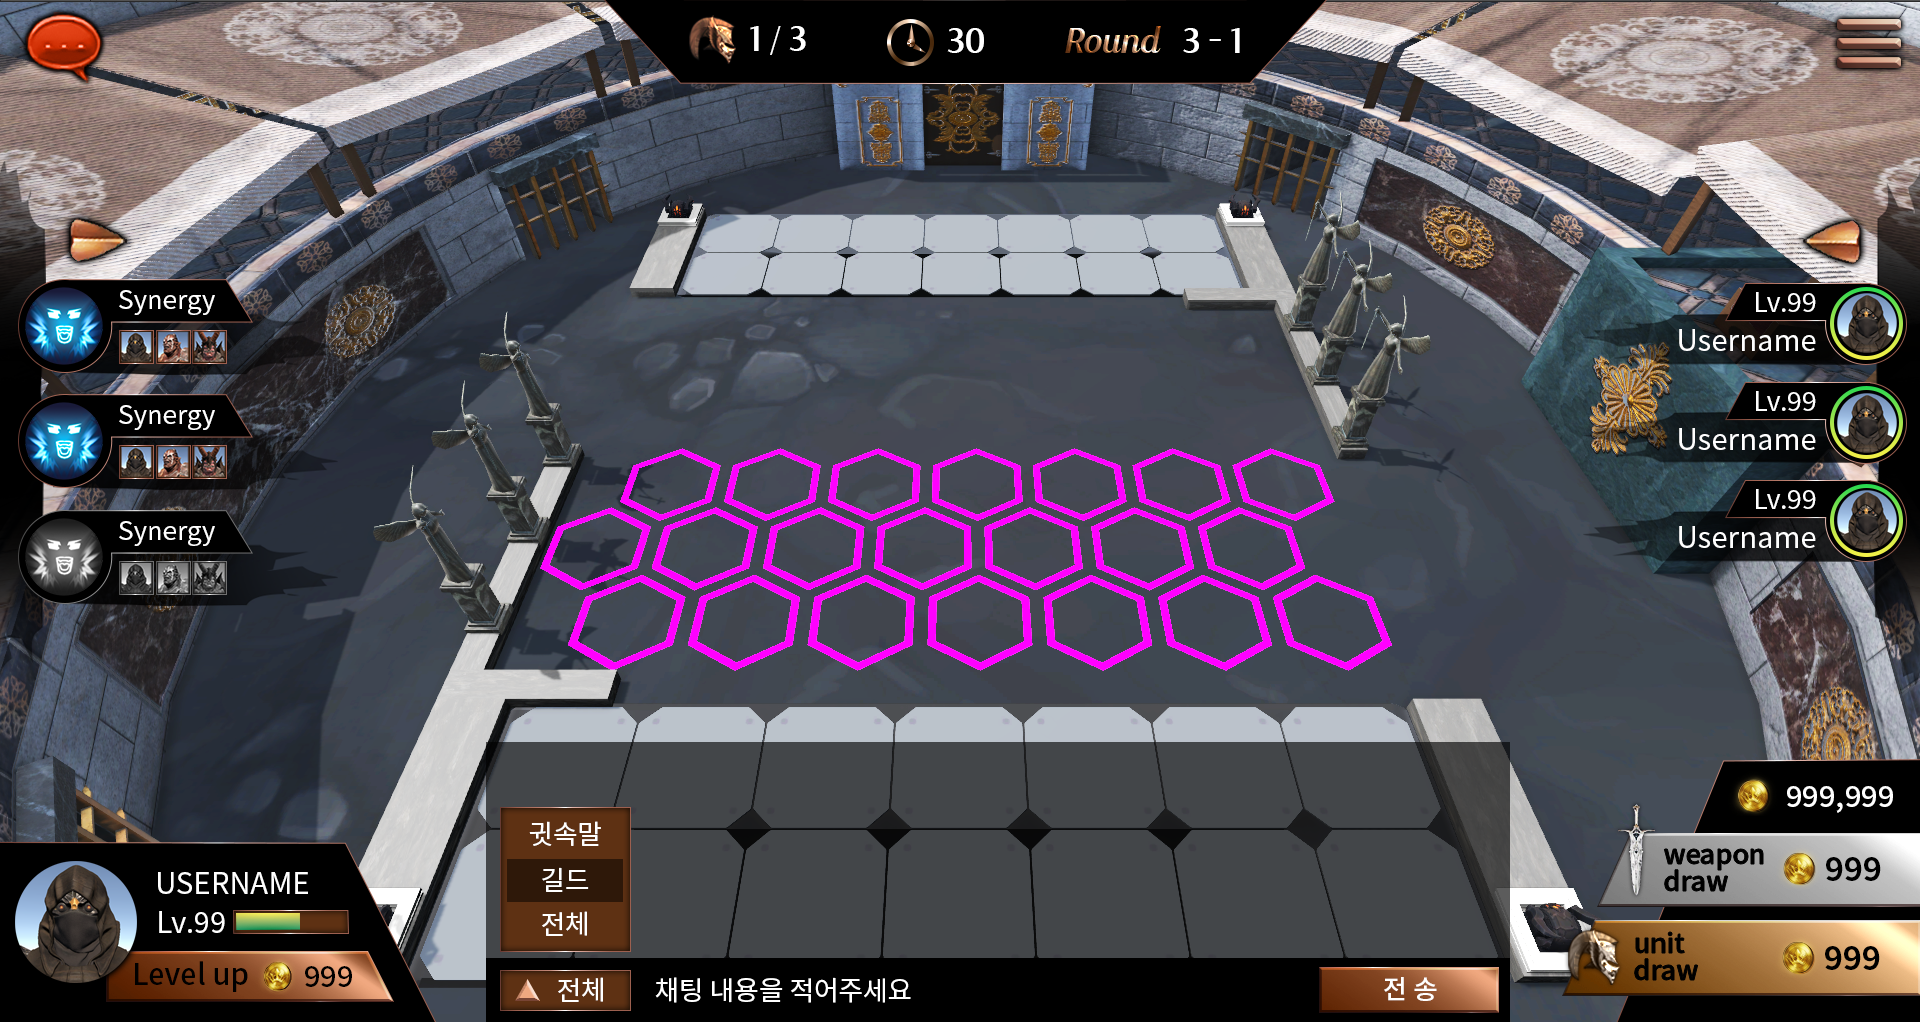 1 / 3
30
Round 3 - 1
Synergy
Synergy
Synergy
Lv.99
Username
Lv.99
Username
Lv.99
Username
999,999
weapon
draw
999
unit
draw
999
USERNAME
Lv.99
Level up 999
귓속말
길드
전체
전체
채팅 내용을 적어주세요
전 송